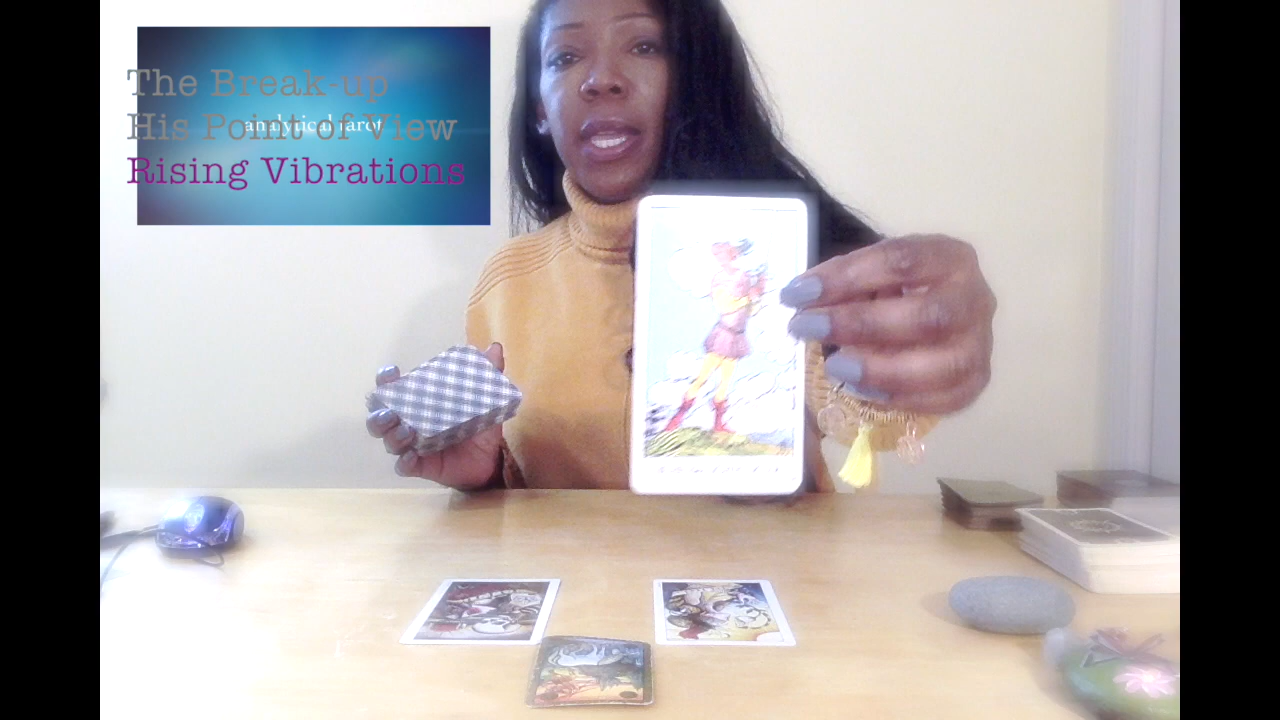 The Break-up
His Point of View
analytical tarot
Rising Vibrations